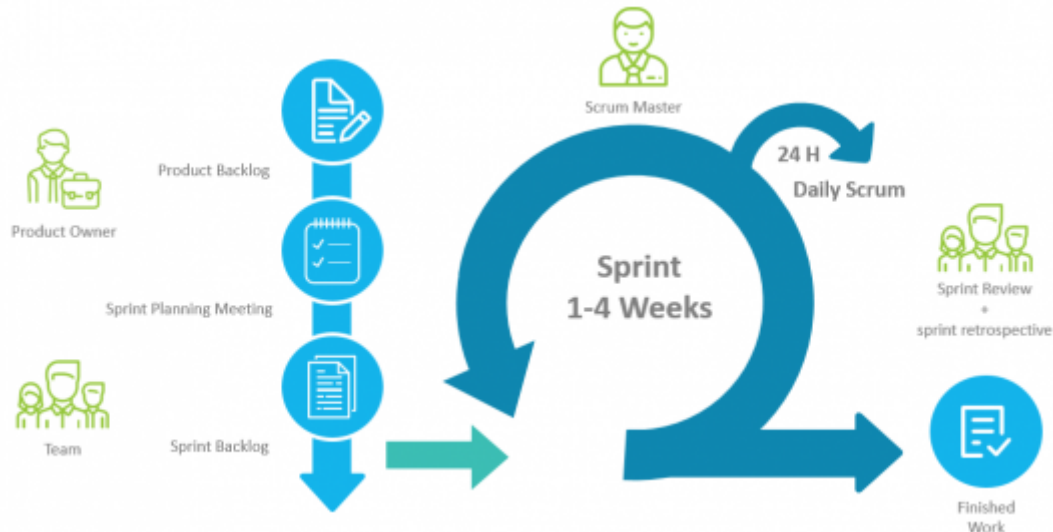 Scrum Master
24 H
Daily Scrum
Product Backlog
Product Owner
Sprint
1-4 Weeks
Sprint Review
+
sprint retrospective
Sprint Planning Meeting
Team
Sprint Backlog
Finished
Work